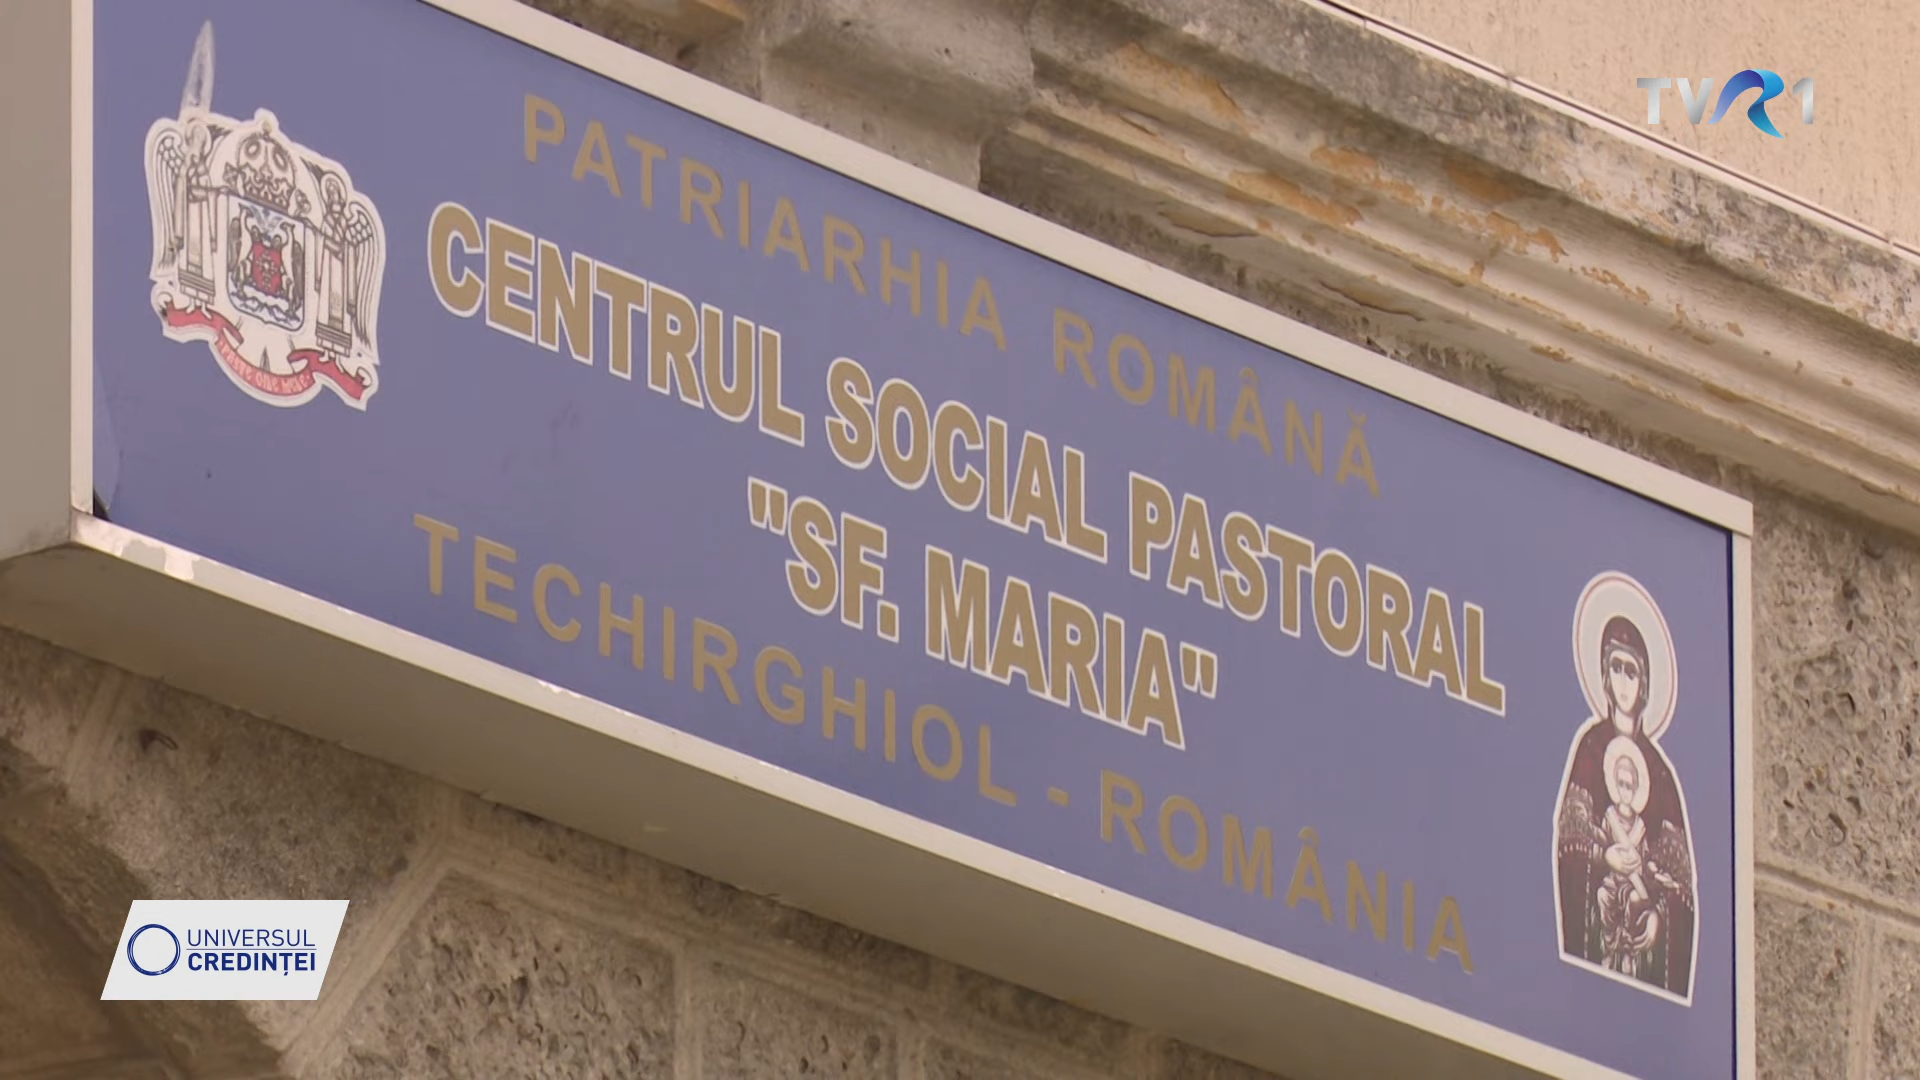 TVR1
PATRIARHIA ROMÂNĂ
CENTRUL SOCIAL PASTORAL
"SF. MARIA"
TECHIRGHIOL - ROMÂNIA
UNIVERSUL
CREDINȚEI